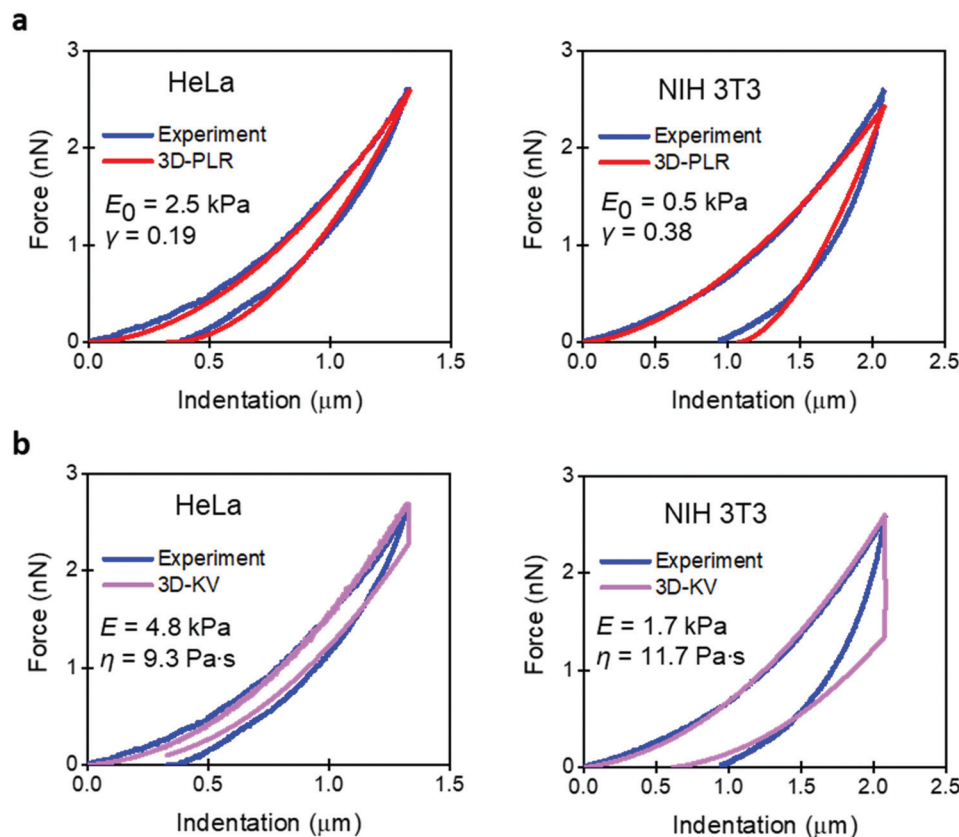 a
HeLa
Experiment
3D-PLR
E0 = 2.5 kPa
γ = 0.19
Force (nN)
3
2
1
0
0.0 0.5 1.0 1.5
Indentation (μm)
NIH 3T3
Experiment
3D-PLR
E0 = 0.5 kPa
γ = 0.38
Force (nN)
3
2
1
0
0.0 0.5 1.0 1.5 2.0 2.5
Indentation (μm)
b
HeLa
Experiment
3D-KV
E = 4.8 kPa
η = 9.3 Pa·s
Force (nN)
3
2
1
0
0.0 0.5 1.0 1.5
Indentation (μm)
NIH 3T3
Experiment
3D-KV
E = 1.7 kPa
η = 11.7 Pa·s
Force (nN)
3
2
1
0
0.0 0.5 1.0 1.5 2.0 2.5
Indentation (μm)